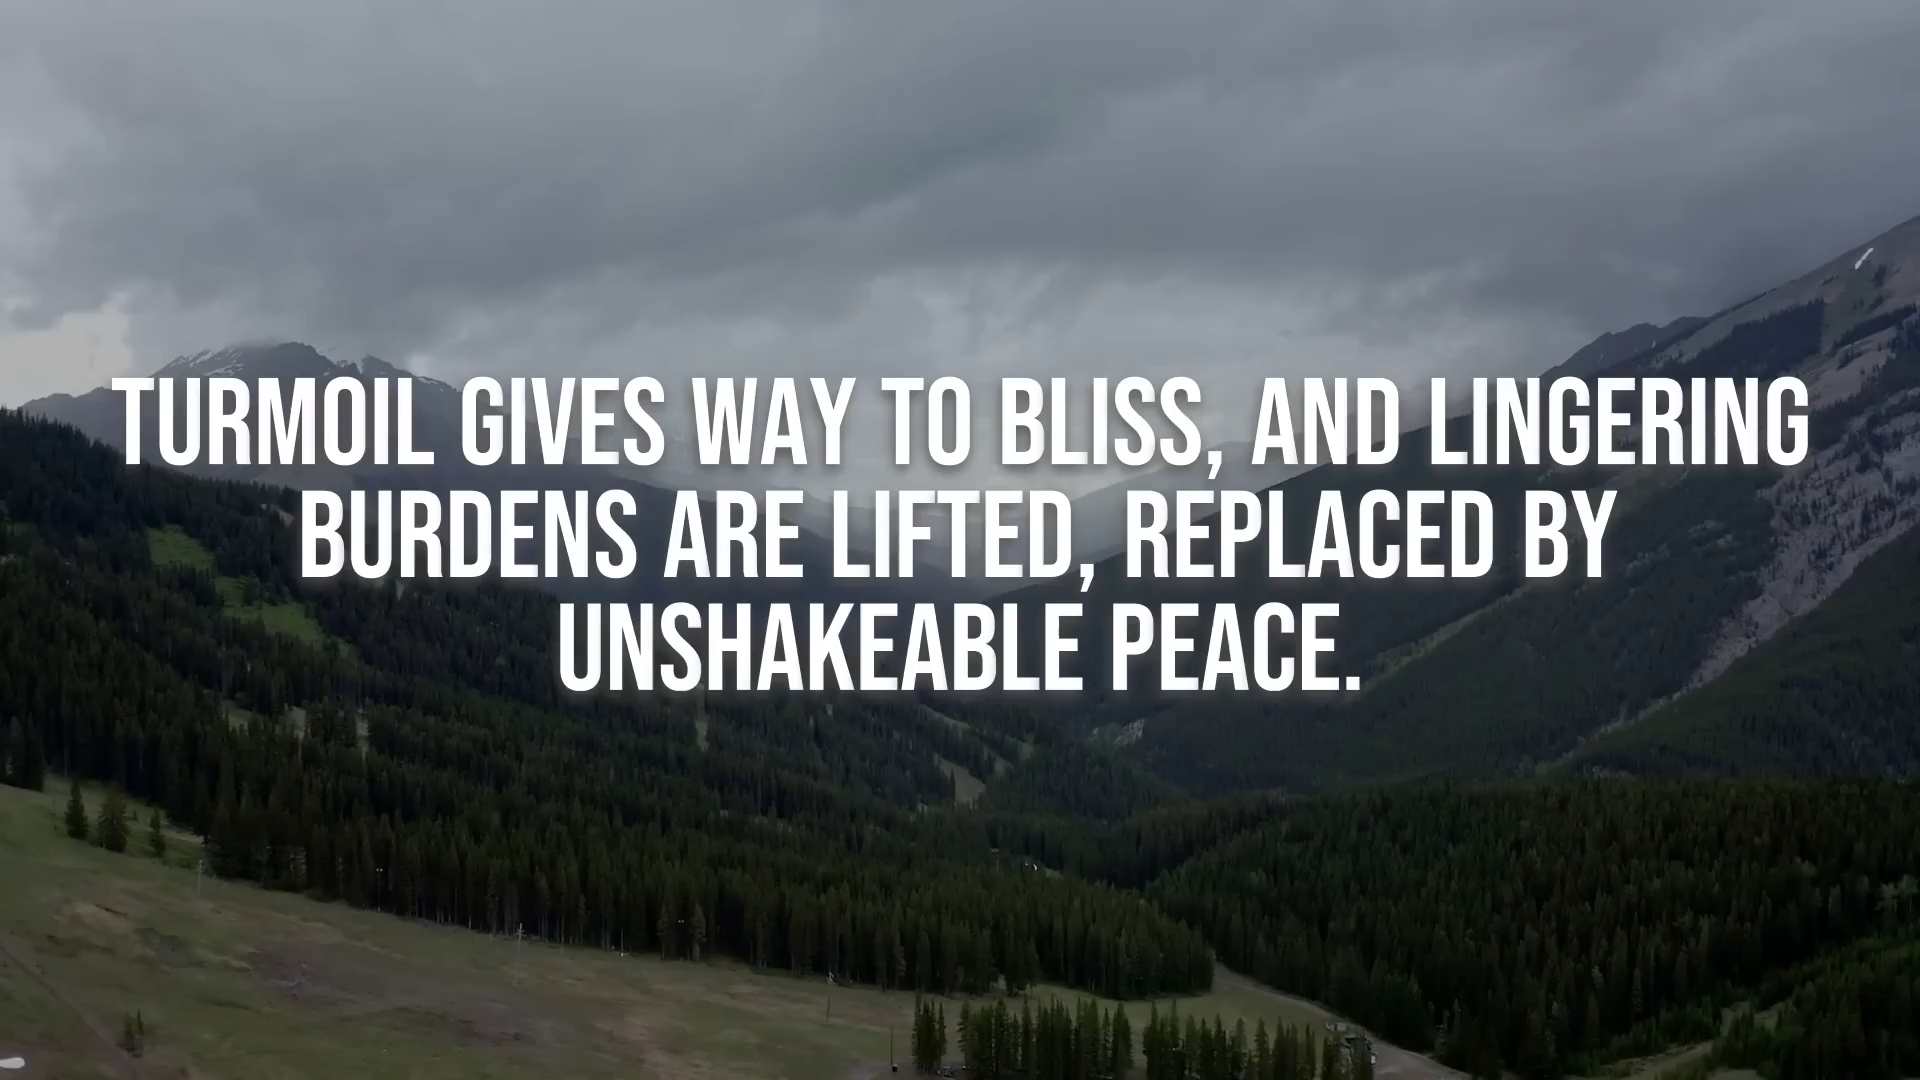 TURMOIL GIVES WAY TO BLISS, AND LINGERING
BURDENS ARE LIFTED, REPLACED BY
UNSHAKEABLE PEACE.